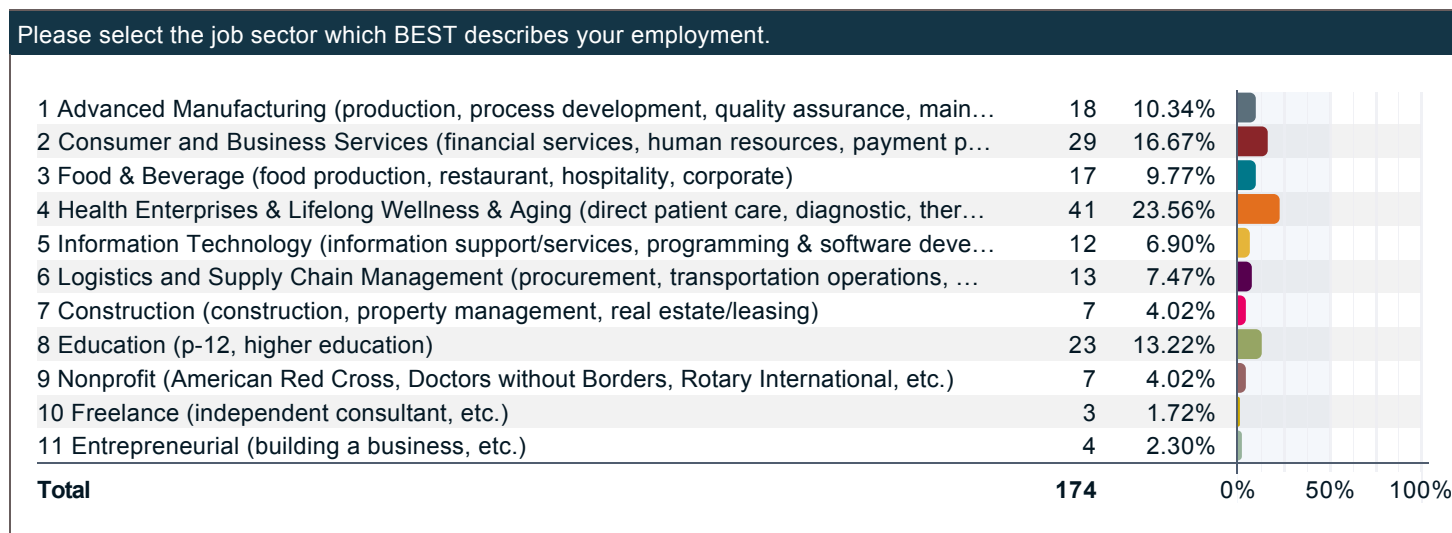 Please select the job sector which BEST describes your employment.
1 Advanced Manufacturing (production, process development, quality assurance, main… 18 10.34%
2 Consumer and Business Services (financial services, human resources, payment p… 29 16.67%
3 Food & Beverage (food production, restaurant, hospitality, corporate) 17 9.77%
4 Health Enterprises & Lifelong Wellness & Aging (direct patient care, diagnostic, ther… 41 23.56%
5 Information Technology (information support/services, programming & software deve… 12 6.90%
6 Logistics and Supply Chain Management (procurement, transportation operations, … 13 7.47%
7 Construction (construction, property management, real estate/leasing) 7 4.02%
8 Education (p-12, higher education) 23 13.22%
9 Nonprofit (American Red Cross, Doctors without Borders, Rotary International, etc.) 7 4.02%
10 Freelance (independent consultant, etc.) 3 1.72%
11 Entrepreneurial (building a business, etc.) 4 2.30%
Total 174 0% 50% 100%